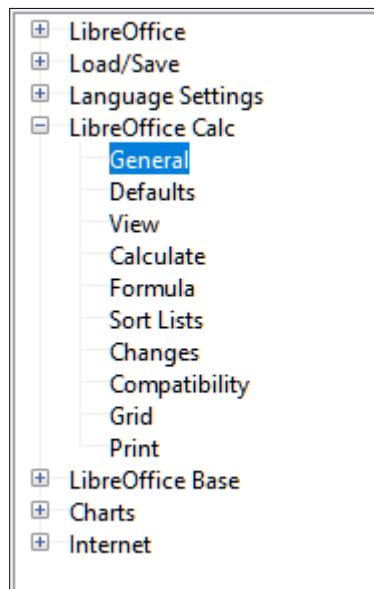 LibreOffice
Load/Save
Language Settings
LibreOffice Calc
General
Defaults
View
Calculate
Formula
Sort Lists
Changes
Compatibility
Grid
Print
LibreOffice Base
Charts
Internet